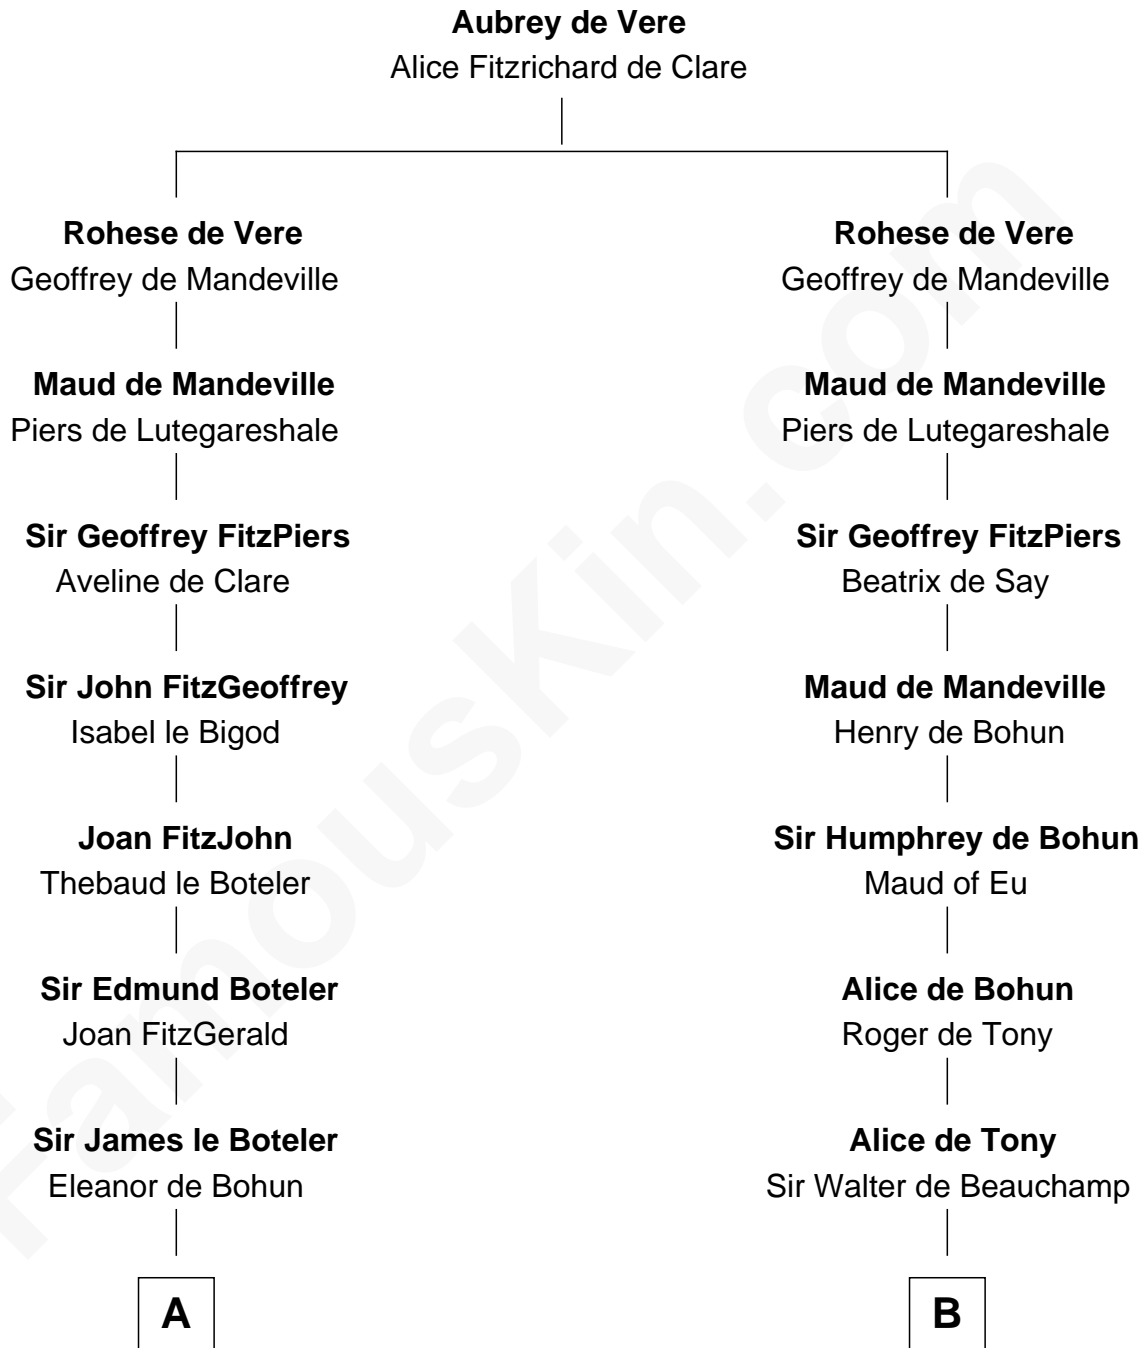 Aubrey de Vere
Alice Fitzrichard de Clare
Rohese de Vere
Geoffrey de Mandeville
Maud de Mandeville
Piers de Lutegareshale
Sir Geoffrey FitzPiers
Aveline de Clare
Sir John FitzGeoffrey
Isabel le Bigod
Joan FitzJohn
Thebaud le Boteler
Sir Edmund Boteler
Joan FitzGerald
Sir James le Boteler
Eleanor de Bohun
A
Rohese de Vere
Geoffrey de Mandeville
Maud de Mandeville
Piers de Lutegareshale
Sir Geoffrey FitzPiers
Beatrix de Say
Maud de Mandeville
Henry de Bohun
Sir Humphrey de Bohun
Maud of Eu
Alice de Bohun
Roger de Tony
Alice de Tony
Sir Walter de Beauchamp
B
FamousKin.com